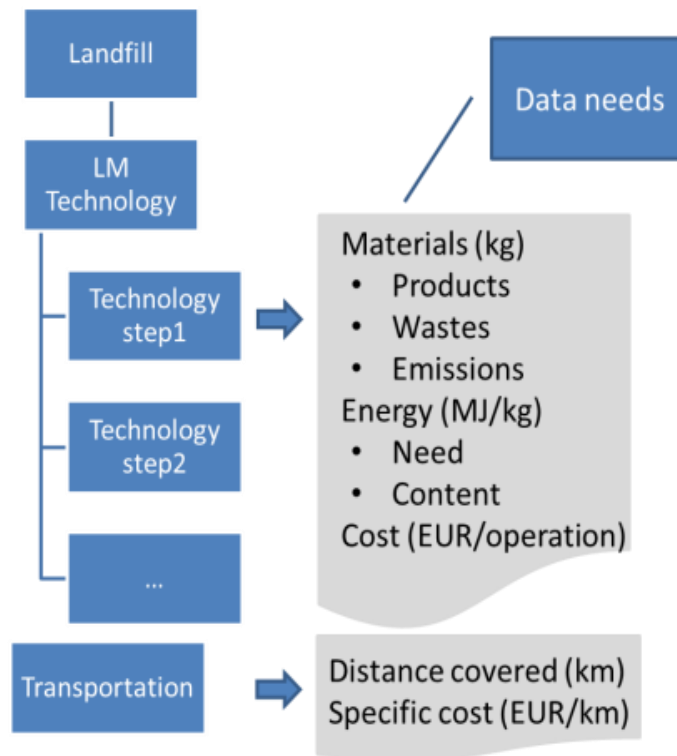 Landfill
Data needs
LM
Technology
Technology
step1
Materials (kg)
• Products
• Wastes
• Emissions
Energy (MJ/kg)
• Need
• Content
Cost (EUR/operation)
Technology
step2
...
Transportation
Distance covered (km)
Specific cost (EUR/km)